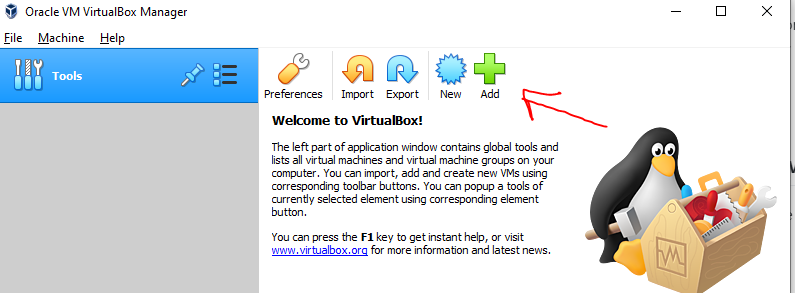 Oracle VM VirtualBox Manager
File Machine Help
Tools
Preferences Import Export New Add
Welcome to VirtualBox!
The left part of application window contains global tools and
lists all virtual machines and virtual machine groups on your
computer. You can import, add and create new VMs using
corresponding toolbar buttons. You can popup a tools of
currently selected element using corresponding element
button.
You can press the F1 key to get instant help, or visit
www.virtualbox.org for more information and latest news.